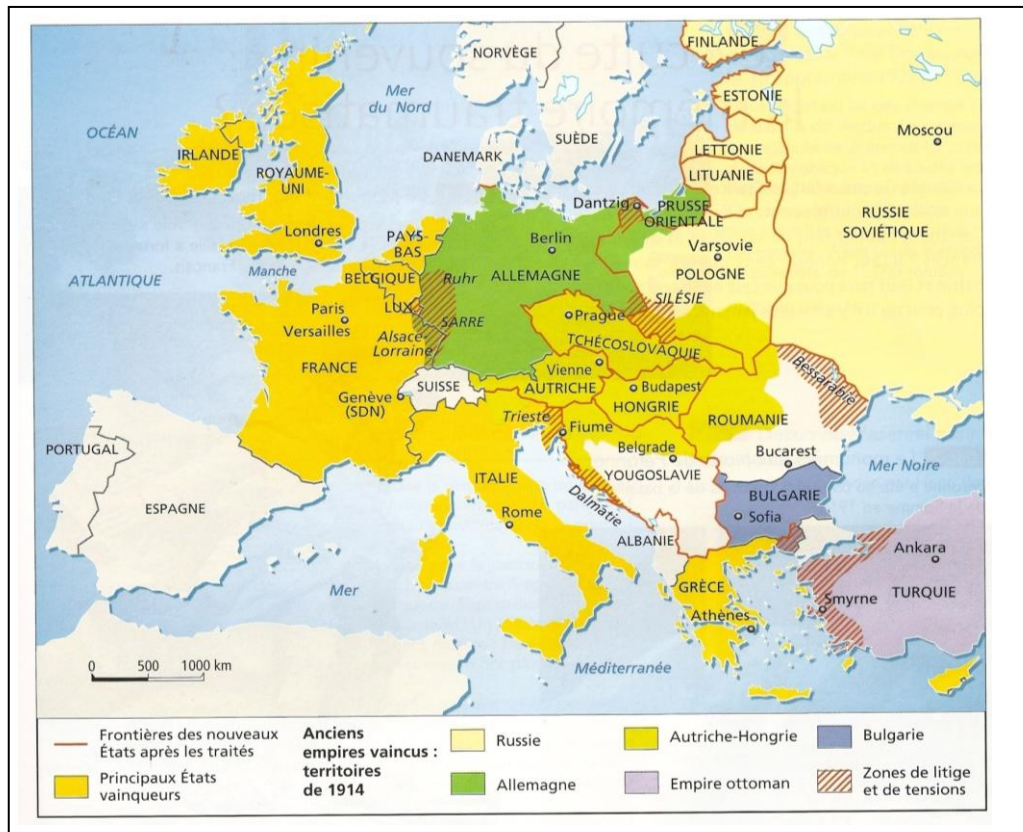 NORVÈGE
FINLANDE
Mer
du Nord
ESTONIE
OCÉAN
Moscou
SUÈDE
LETTONIE
IRLANDE
DANEMARK
ROYAUME-
UNI
LITUANIE
Dantzig
PRUSSE
ORIENTALE
RUSSIE
SOVIÉTIQUE
Londres
PAYS-
BAS
Berlin
Varsovie
ATLANTIQUE
Manche
BELGIQUE
Ruhr
ALLEMAGNE
POLOGNE
Paris
LUX.
SILÉSIE
Versailles
SARRE
Prague
Alsace-
Lorraine
TCHÉCOSLOVAQUIE
FRANCE
Vienne
Bessarabie
SUISSE
AUTRICHE
Budapest
Genève
(SDN)
HONGRIE
ROUMANIE
Trieste
Fiume
PORTUGAL
Belgrade
Bucarest
ITALIE
YOUGOSLAVIE
Mer Noire
ESPAGNE
Dalmatie
BULGARIE
Rome
Sofia
ALBANIE
Ankara
Mer
GRÈCE
Smyrne
TURQUIE
Athènes
0 500 1000 km
Méditerranée
Frontières des nouveaux
États après les traités
Principaux États
vainqueurs
Anciens
empires vaincus :
territoires
de 1914
Russie
Allemagne
Autriche-Hongrie
Empire ottoman
Bulgarie
Zones de litige
et de tensions